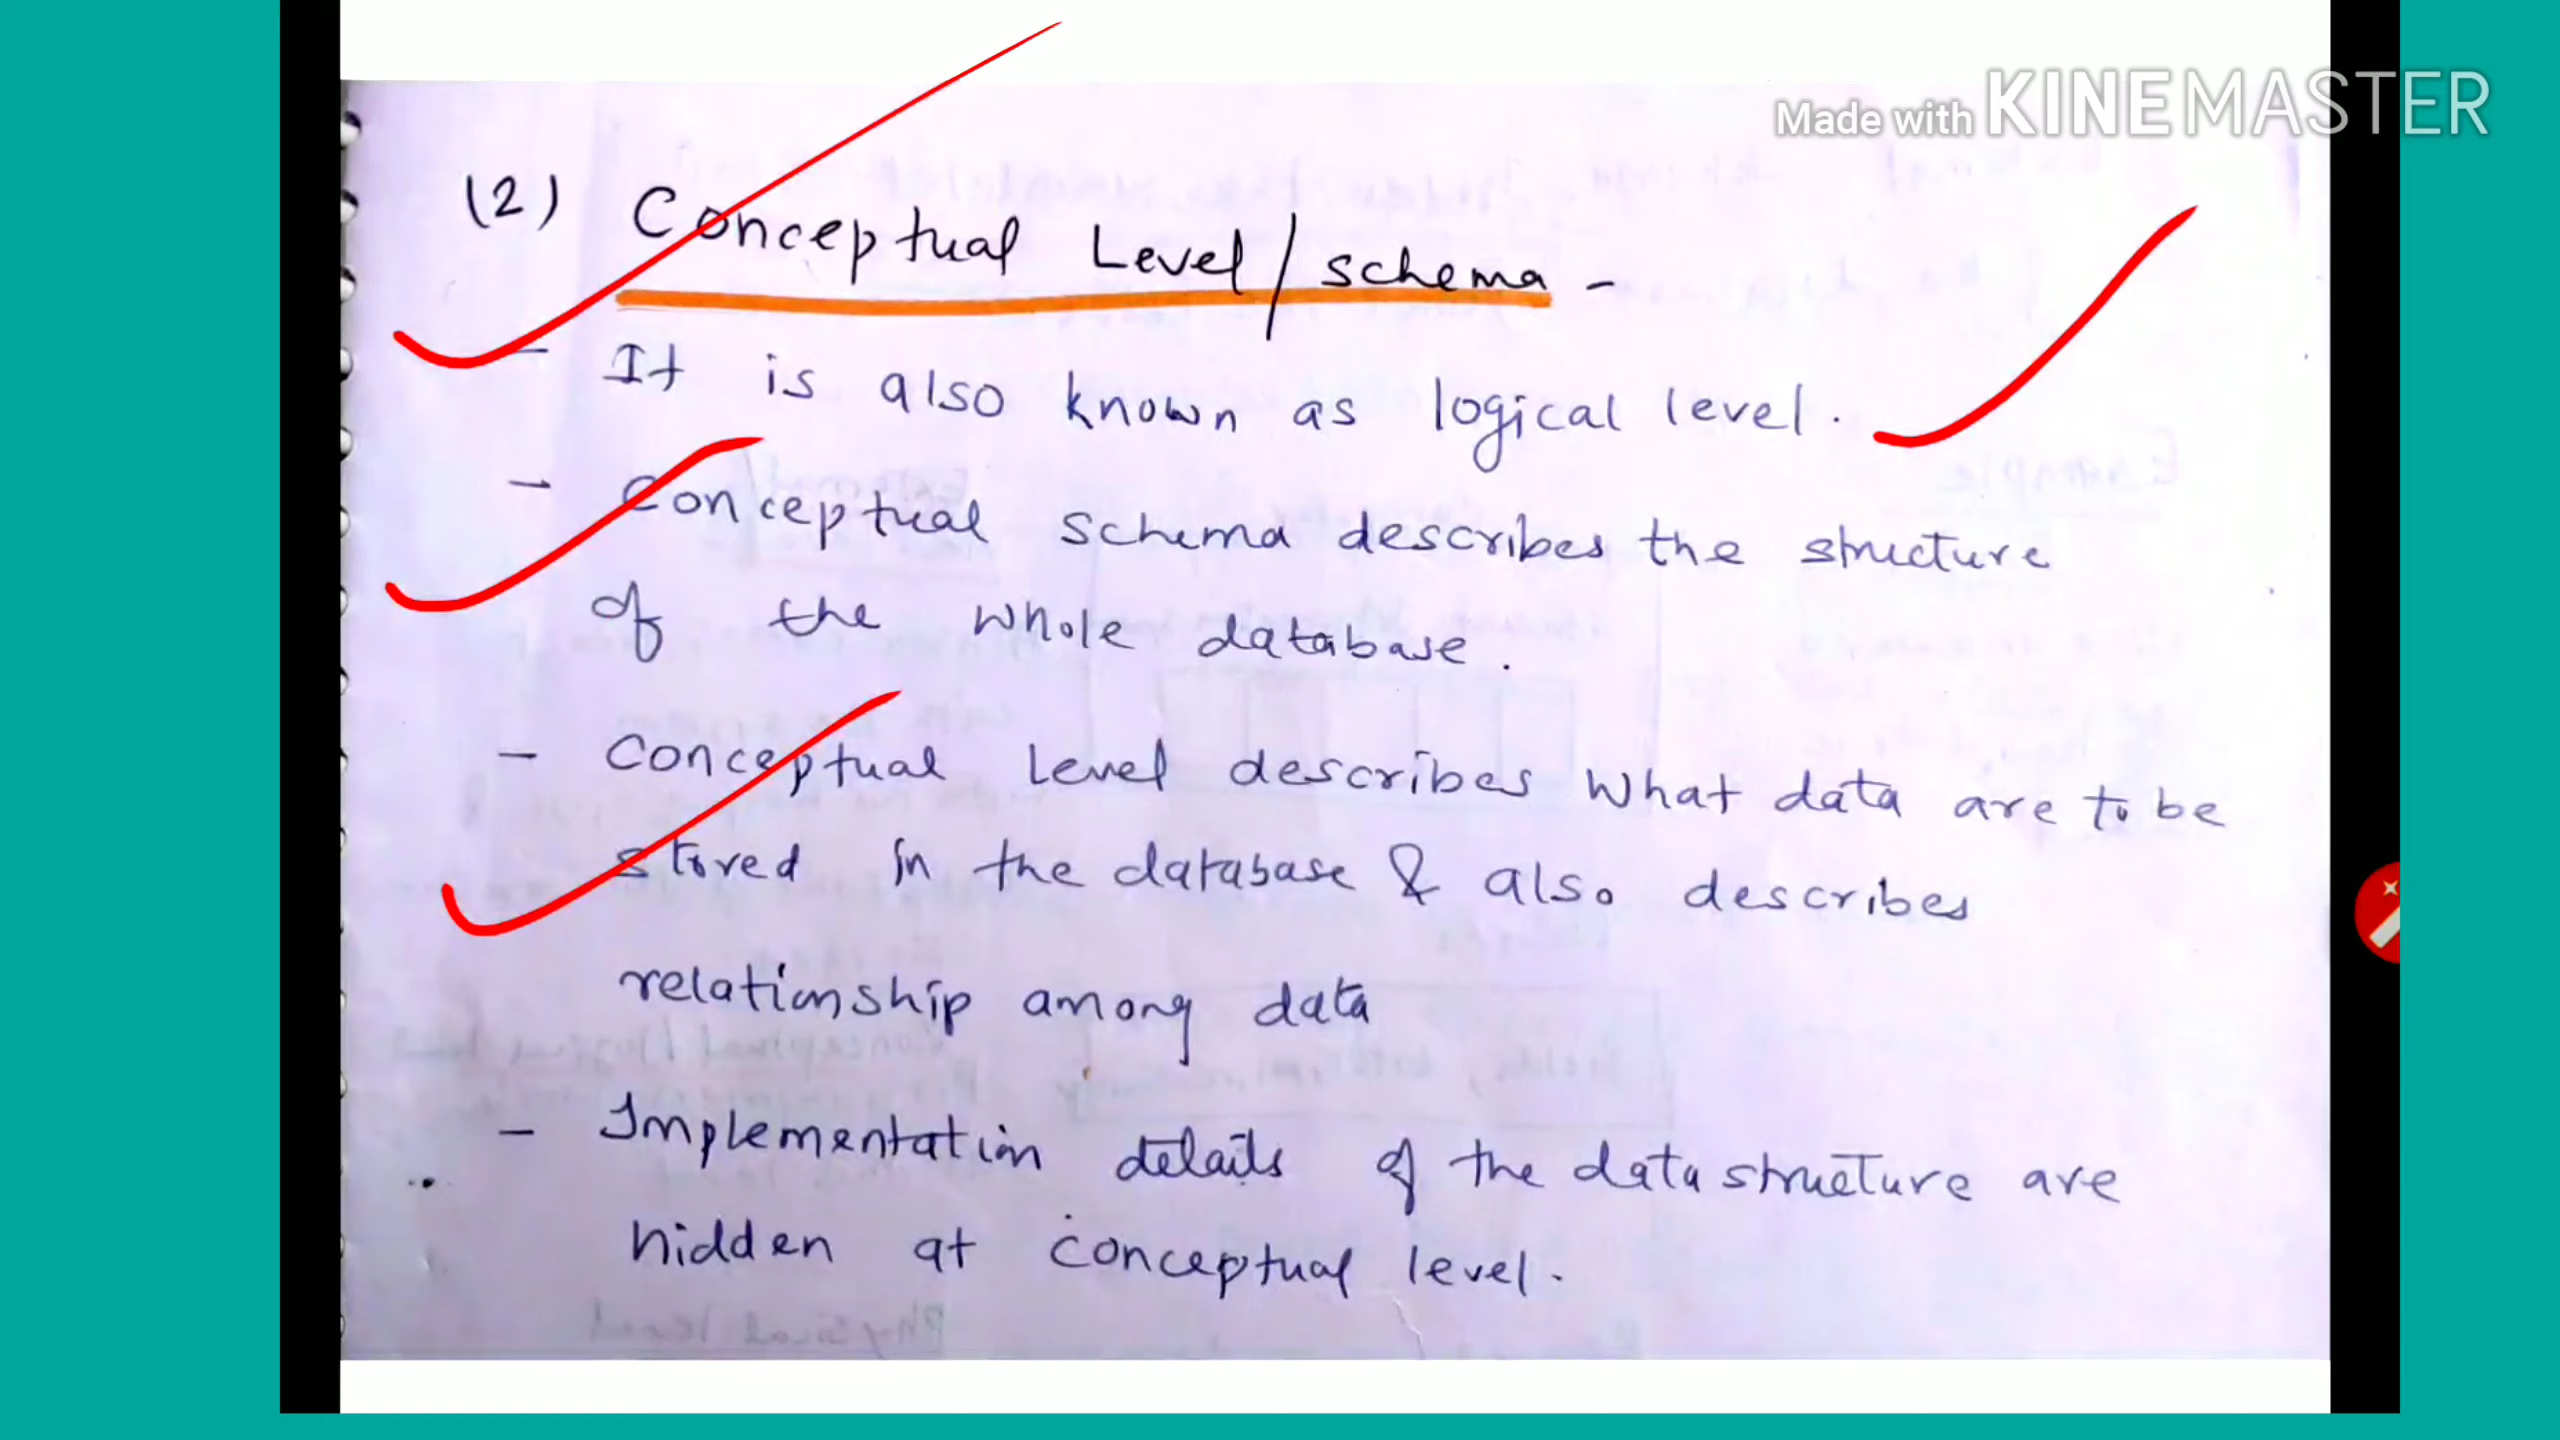 Made with KINEMASTER
(2) Conceptual Level/schema -
- It is also known as logical level.
- Conceptual schema describes the structure
of the whole database.
- Conceptual Level describes what data are to be
stored in the database & also describes
relationship among data
- Implementation details of the data structure are
hidden at conceptual level.